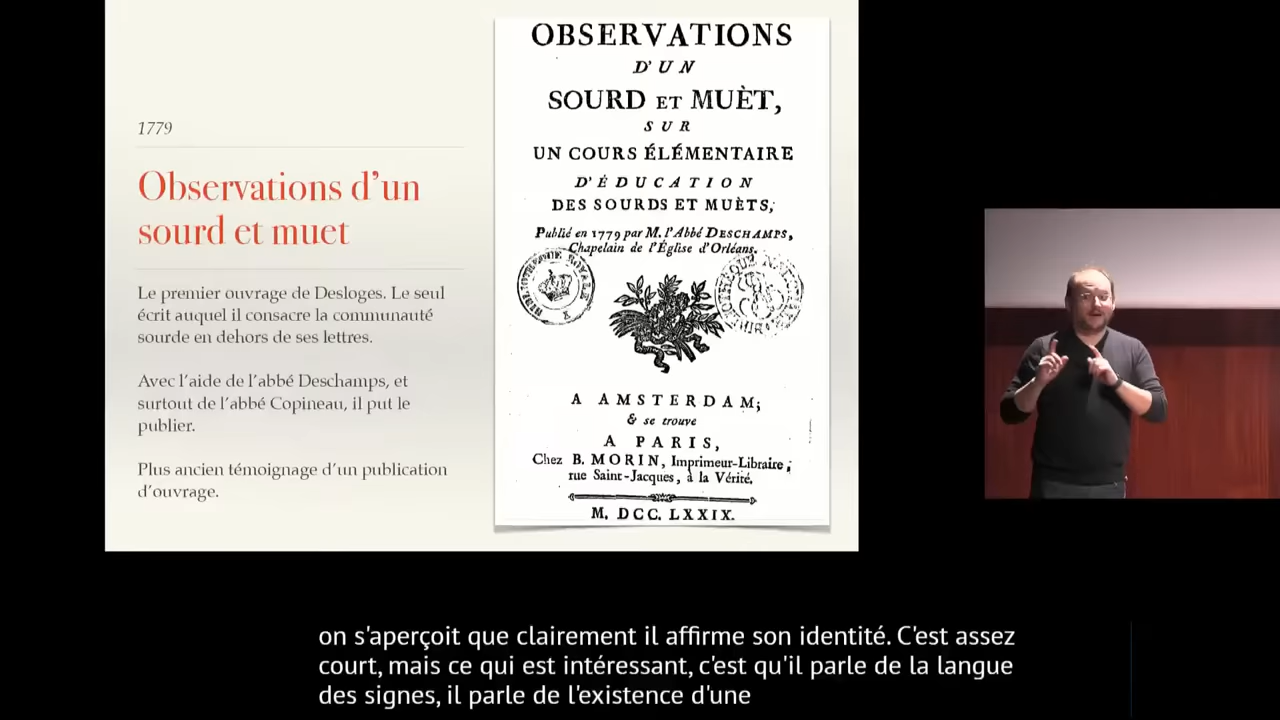 1779
Observations d'un
sourd et muet
Le premier ouvrage de Desloges. Le seul
écrit auquel il consacre la communauté
sourde en dehors de ses lettres.
Avec l'aide de l'abbé Deschamps, et
surtout de l'abbé Copineau, il put le
publier.
Plus ancien témoignage d'un publication
d'ouvrage.
OBSERVATIONS
D'UN
SOURD ET MUÈT,
SUR
UN COURS ÉLÉMENTAIRE
D'ÉDUCATION
DES SOURDS ET MUÈTS,
Publié en 1779 par M. l'Abbé DESCHAMPS,
Chapelain de l'Église d'Orléans.
BIBLIOTHEQUE ROYALE
A AMSTERDAM;
& se trouve
A PARIS,
Chez B. MORIN, Imprimeur-Libraire,
rue Saint-Jacques, à la Vérité.
M. DCC. LXXIX.
on s'aperçoit que clairement il affirme son identité. C'est assez
court, mais ce qui est intéressant, c'est qu'il parle de la langue
des signes, il parle de l'existence d'une